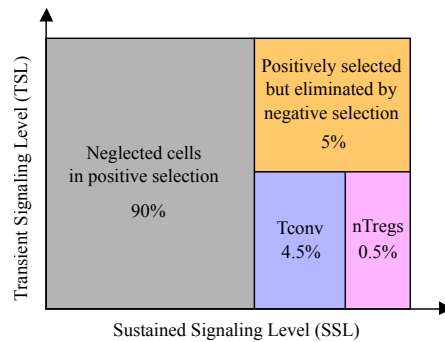 Transient Signaling Level (TSL)
Neglected cells
in positive selection
90%
Positively selected
but eliminated by
negative selection
5%
Tconv
4.5%
nTregs
0.5%
Sustained Signaling Level (SSL)